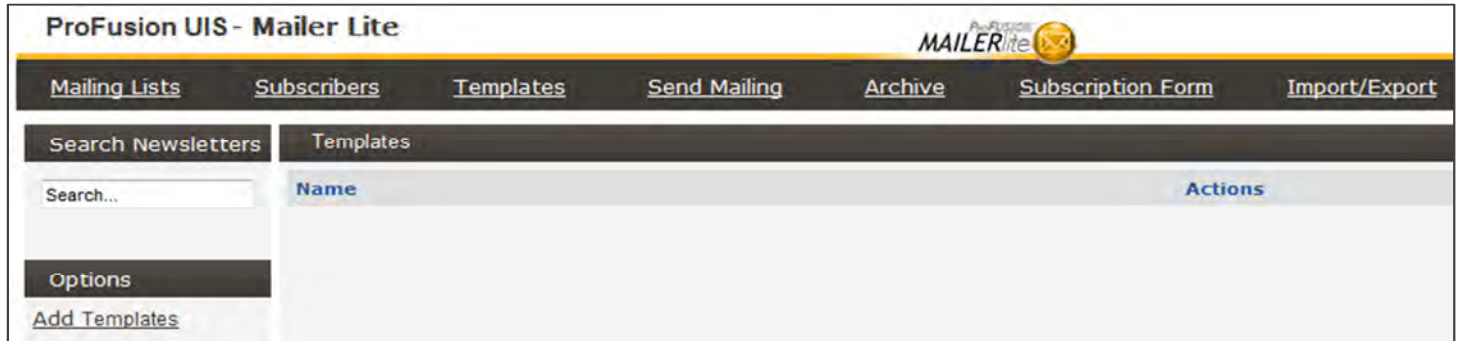 ProFusion UIS - Mailer Lite
ProFusion
MAILERlite
Mailing Lists Subscribers Templates Send Mailing Archive Subscription Form Import/Export
Search Newsletters Templates
Search... Name Actions
Options
Add Templates